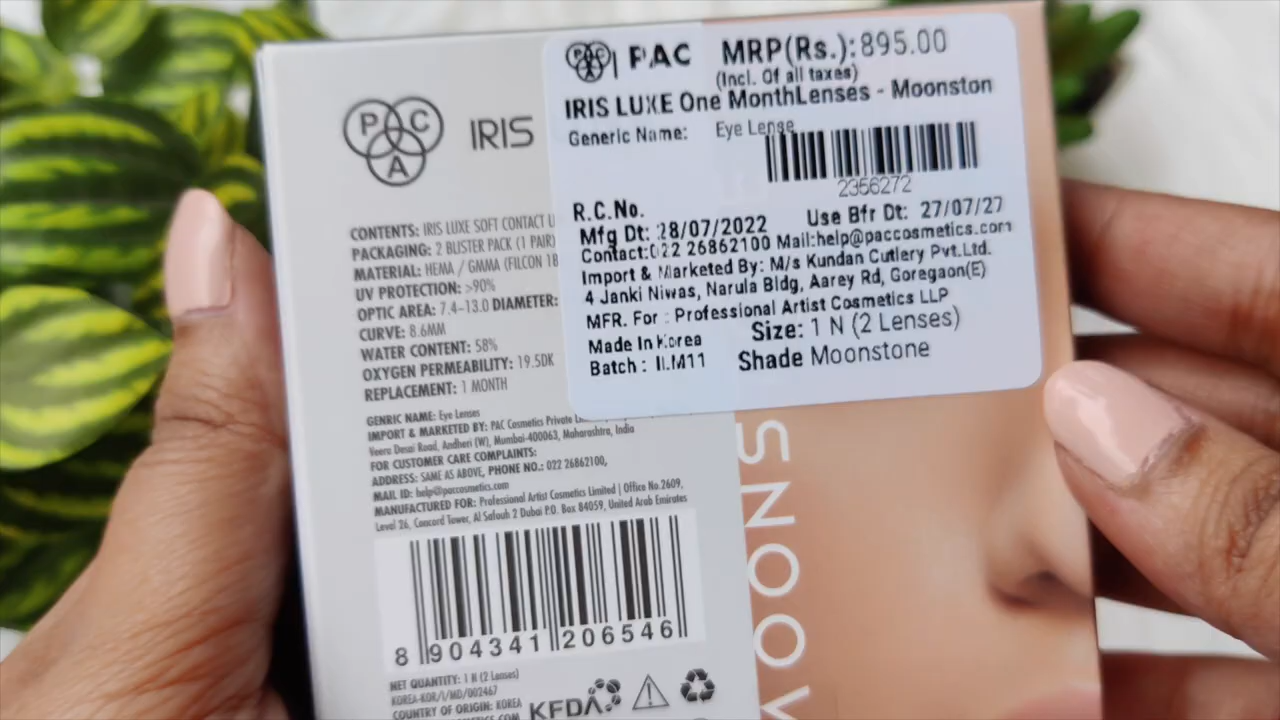 PAC
IRIS
CONTENTS: IRIS LUXE SOFT CONTACT
PACKAGING: 2 BLISTER PACK (1 PAIR)
MATERIAL: HEMA / GMMA (FILCON 1B
UV PROTECTION: >90%
OPTIC AREA: 7.4-13.0 DIAMETER:
CURVE: 8.6MM
WATER CONTENT: 58%
OXYGEN PERMEABILITY: 19.5DK
REPLACEMENT: 1 MONTH
GENRIC NAME: Eye Lenses
IMPORT & MARKETED BY: PAC Cosmetics Private
Veera Desai Road, Andheri (W), Mumbai-400063, Maharashtra, India
FOR CUSTOMER CARE COMPLAINTS:
ADDRESS: SAME AS ABOVE, PHONE NO.: 022 26862100,
MAIL ID: help@paccosmetics.com
MANUFACTURED FOR: Professional Artist Cosmetics Limited | Office No.2609,
Level 26, Concord Tower, Al Safouh 2 Dubai P.O. Box 84059, United Arab Emirates
8 904341 206546
NET QUANTITY: 1 N (2 Lenses)
KOREA-KOR/I/MD/002467
COUNTRY OF ORIGIN: KOREA
KFDA
PAC | PAC MRP(Rs.):895.00
(Incl. Of all taxes)
IRIS LUXE One MonthLenses - Moonston
Generic Name: Eye Lense
2356272
R.C.No.
Mfg Dt: 28/07/2022 Use Bfr Dt: 27/07/27
Contact:022 26862100 Mail:help@paccosmetics.com
Import & Marketed By: M/s Kundan Cutlery Pvt.Ltd.
4 Janki Niwas, Narula Bldg, Aarey Rd, Goregaon(E)
MFR. For : Professional Artist Cosmetics LLP
Made In Korea Size: 1 N (2 Lenses)
Batch : ILM11 Shade Moonstone
SNOOW